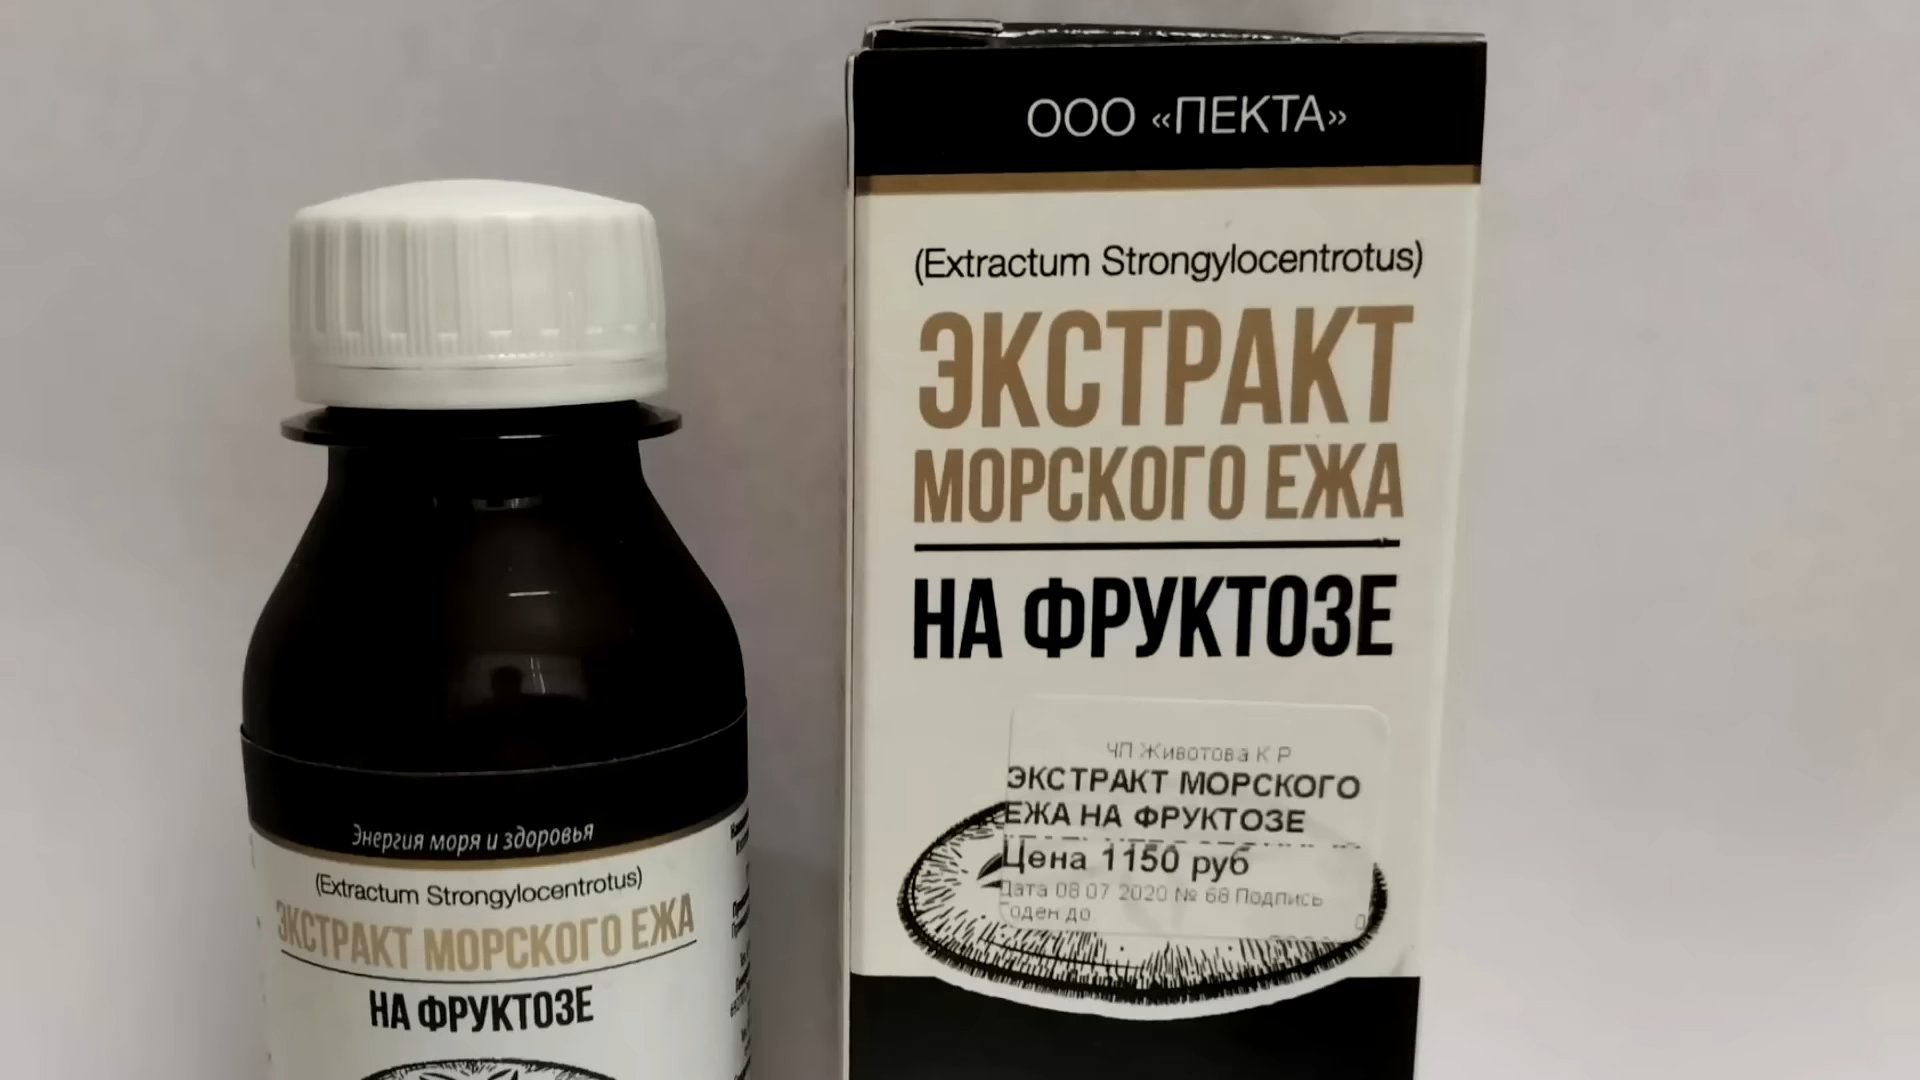 ООО «ПЕКТА»
(Extractum Strongylocentrotus)
ЭКСТРАКТ
МОРСКОГО ЕЖА
НА ФРУКТОЗЕ
ЧП Животова К Р
ЭКСТРАКТ МОРСКОГО
ЕЖА НА ФРУКТОЗЕ
Цена 1150 руб
Дата 08 07 2020 № 68 Подпись
Годен до
Энергия моря и здоровья
(Extractum Strongylocentrotus)
ЭКСТРАКТ МОРСКОГО ЕЖА
НА ФРУКТОЗЕ